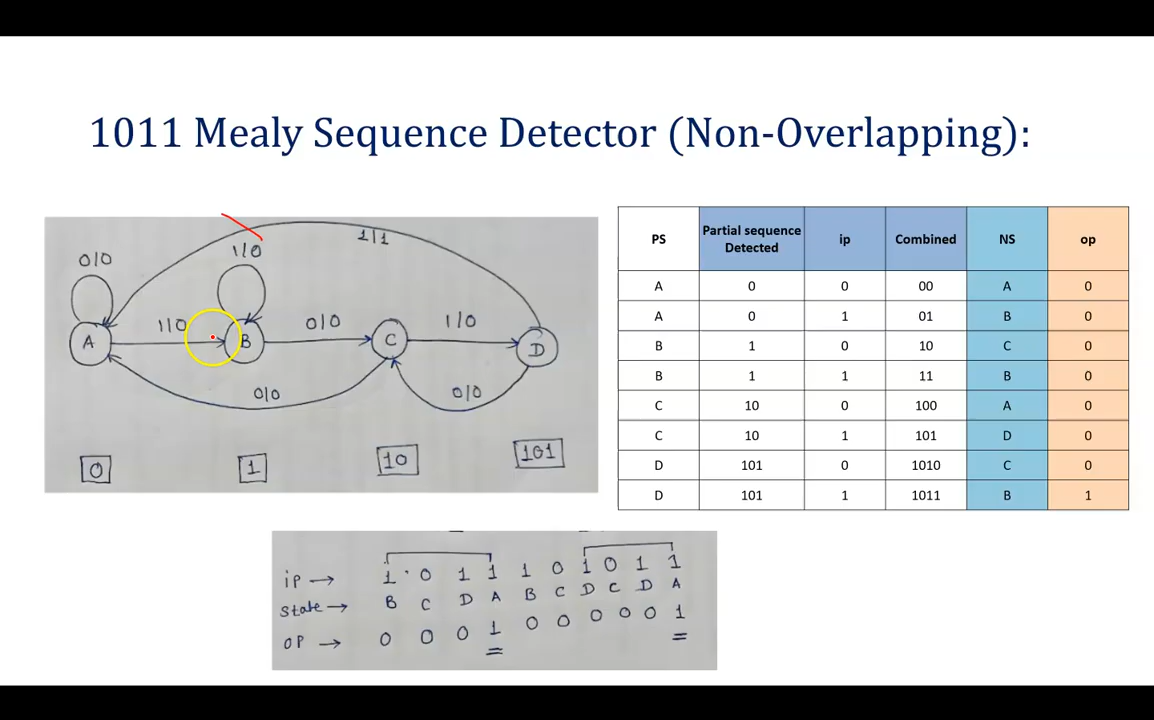 1011 Mealy Sequence Detector (Non-Overlapping):
1/1
0/0
1/0
1/0
0/0
1/0
A
B
C
D
0/0
0/0
0
1
10
101
PS Partial sequence Detected ip Combined NS op
A 0 0 00 A 0
A 0 1 01 B 0
B 1 0 10 C 0
B 1 1 11 B 0
C 10 0 100 A 0
C 10 1 101 D 0
D 101 0 1010 C 0
D 101 1 1011 B 1
ip → 1 0 1 1 1 0 1 0 1 1
State → B C D A B C D C D A
OP → 0 0 0 1 0 0 0 0 0 1